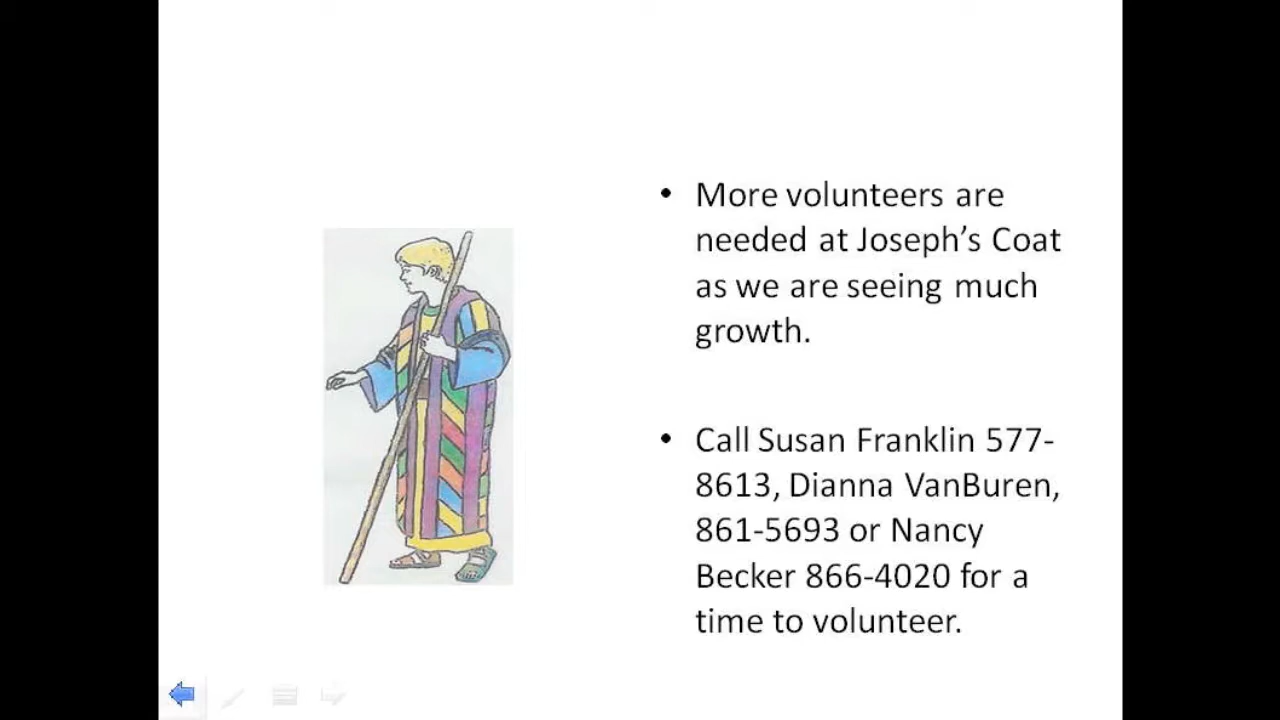 • More volunteers are
needed at Joseph’s Coat
as we are seeing much
growth.
• Call Susan Franklin 577-
8613, Dianna VanBuren,
861-5693 or Nancy
Becker 866-4020 for a
time to volunteer.